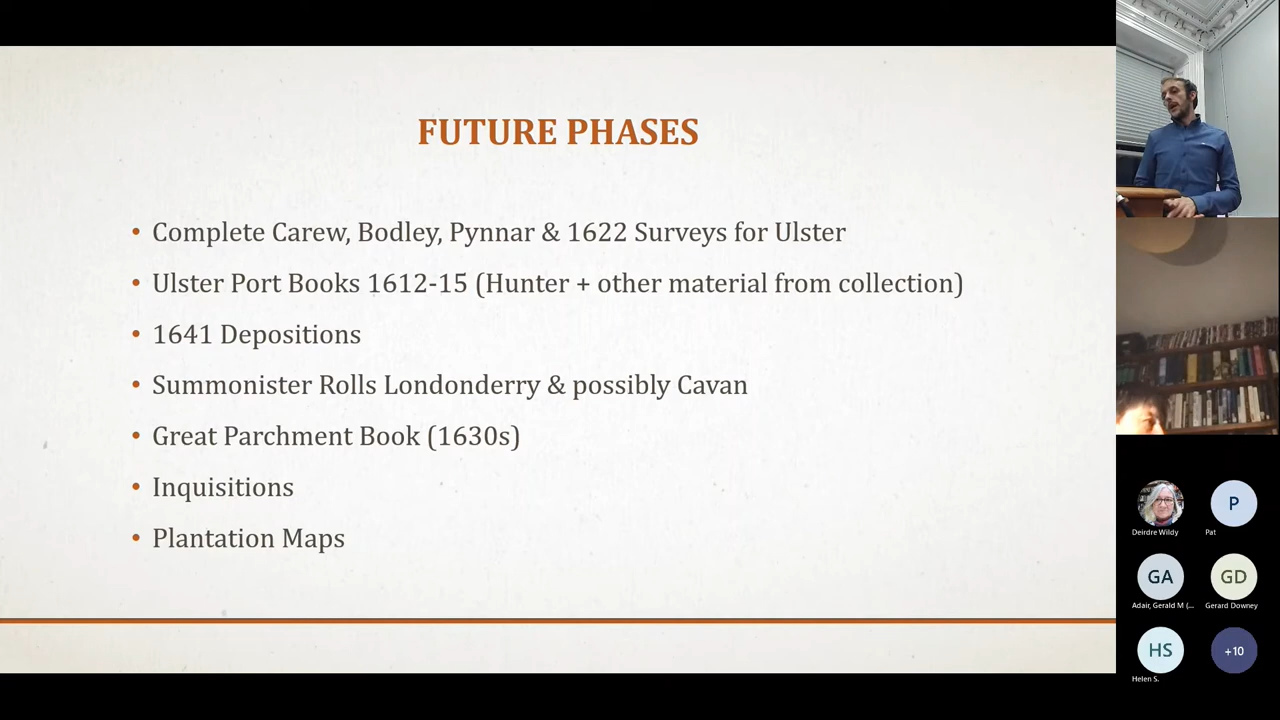 FUTURE PHASES
• Complete Carew, Bodley, Pynnar & 1622 Surveys for Ulster
• Ulster Port Books 1612-15 (Hunter + other material from collection)
• 1641 Depositions
• Summonister Rolls Londonderry & possibly Cavan
• Great Parchment Book (1630s)
• Inquisitions
• Plantation Maps
Deirdre Wildy
P
Pat
GA
Adair, Gerald M (...
GD
Gerard Downey
HS
Helen S.
+10